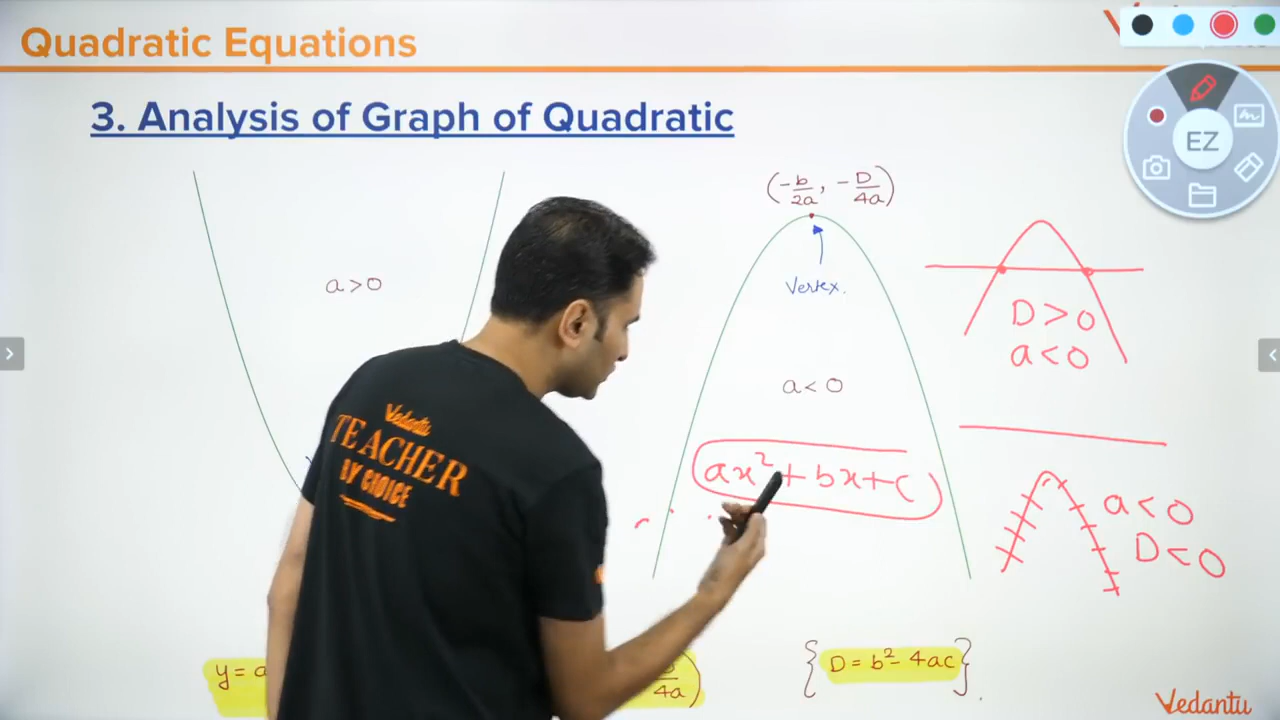 Quadratic Equations
3. Analysis of Graph of Quadratic
EZ
(-b/2a, -D/4a)
Vertex.
a>0
a<0
ax²+bx+c
D>0
a<0
a<0
D<0
Vedantu
TEACHER
BY CHOICE
y=a
4a)
{D=b²-4ac}.
Vedantu